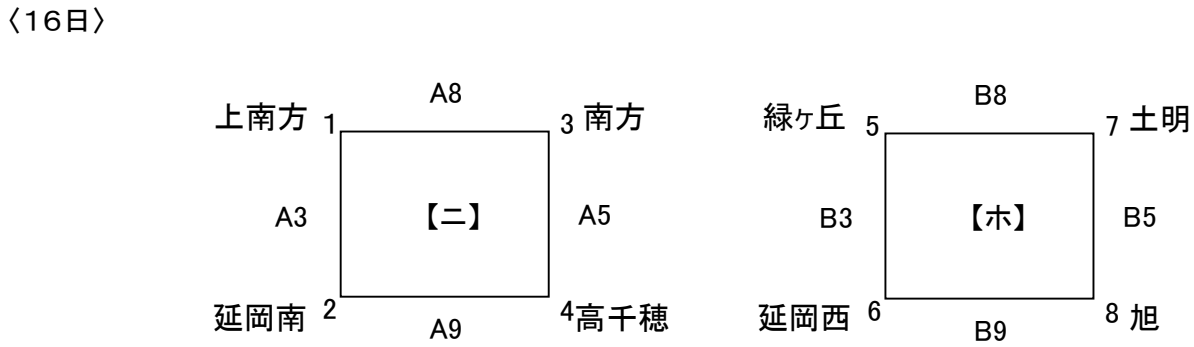 〈16日〉
A8 B8
上南方 1 3 南方 緑ヶ丘 5 7 土明
A3 【ニ】 A5 B3 【ホ】 B5
延岡南 2 4 高千穂 延岡西 6 8 旭
A9 B9